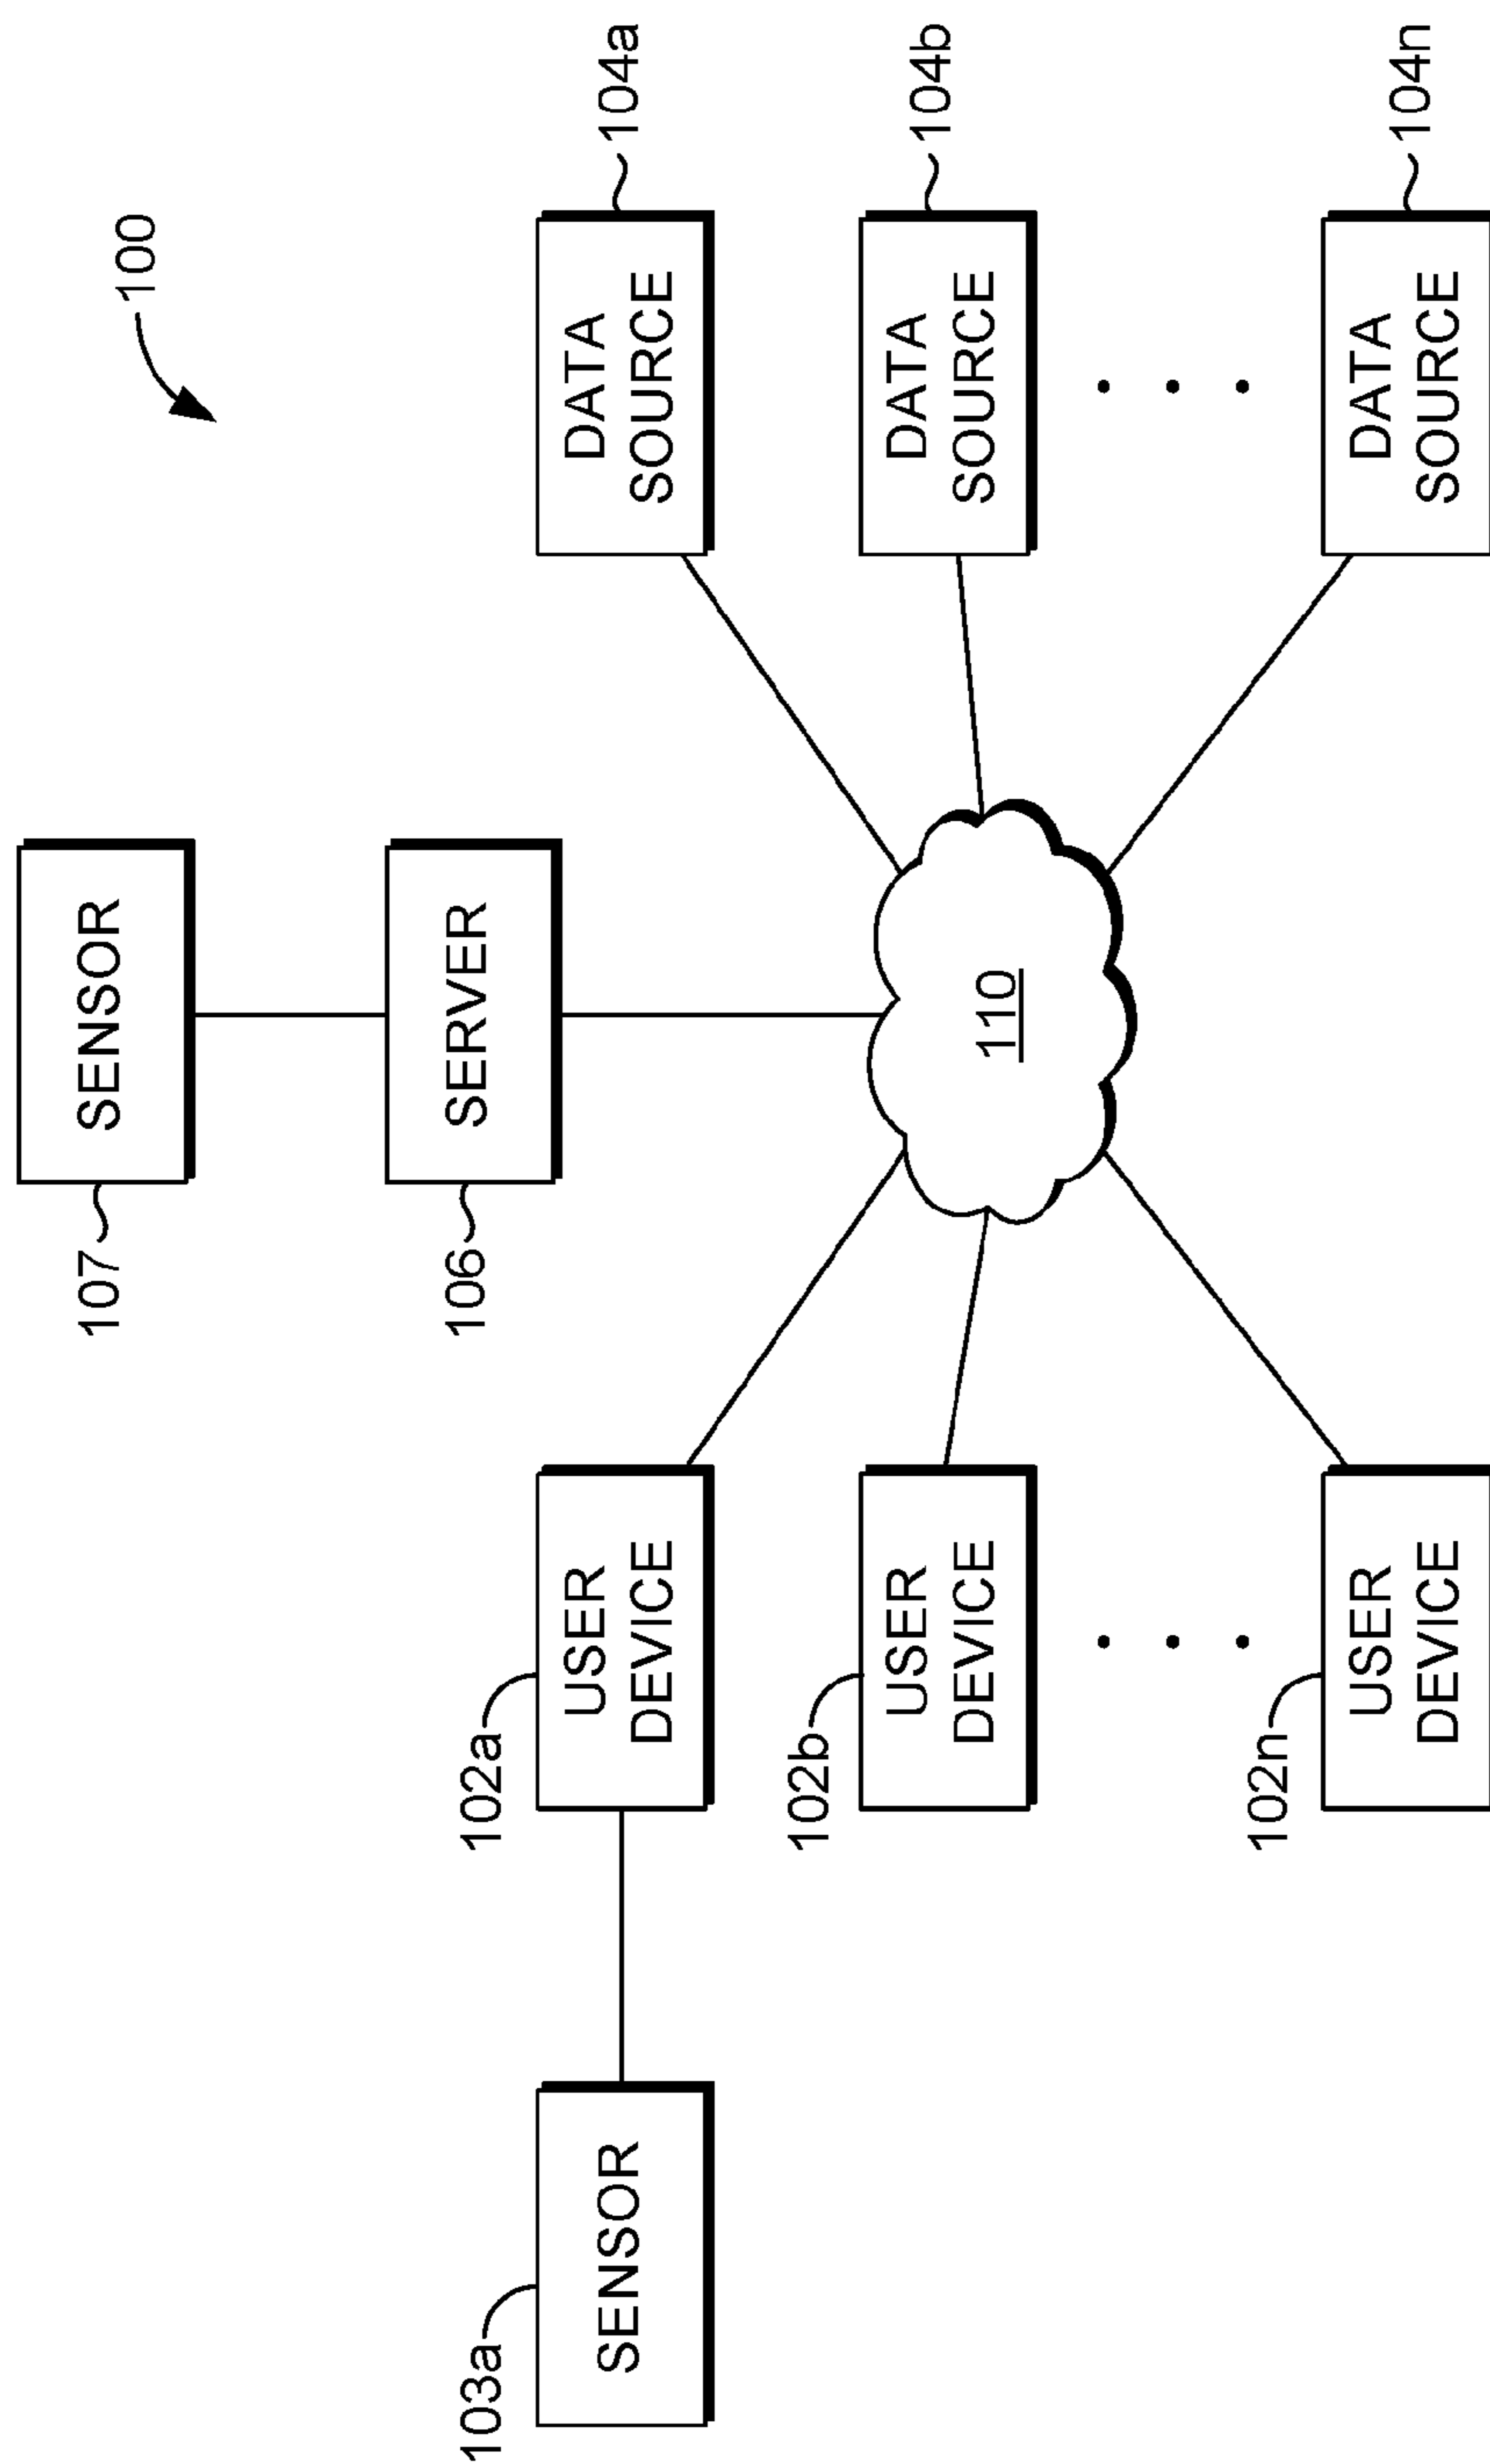 100
SENSOR
107
SERVER
106
103a
SENSOR
102a
USER
DEVICE
DATA
SOURCE
104a
110
102b
USER
DEVICE
DATA
SOURCE
104b
102n
USER
DEVICE
DATA
SOURCE
104n